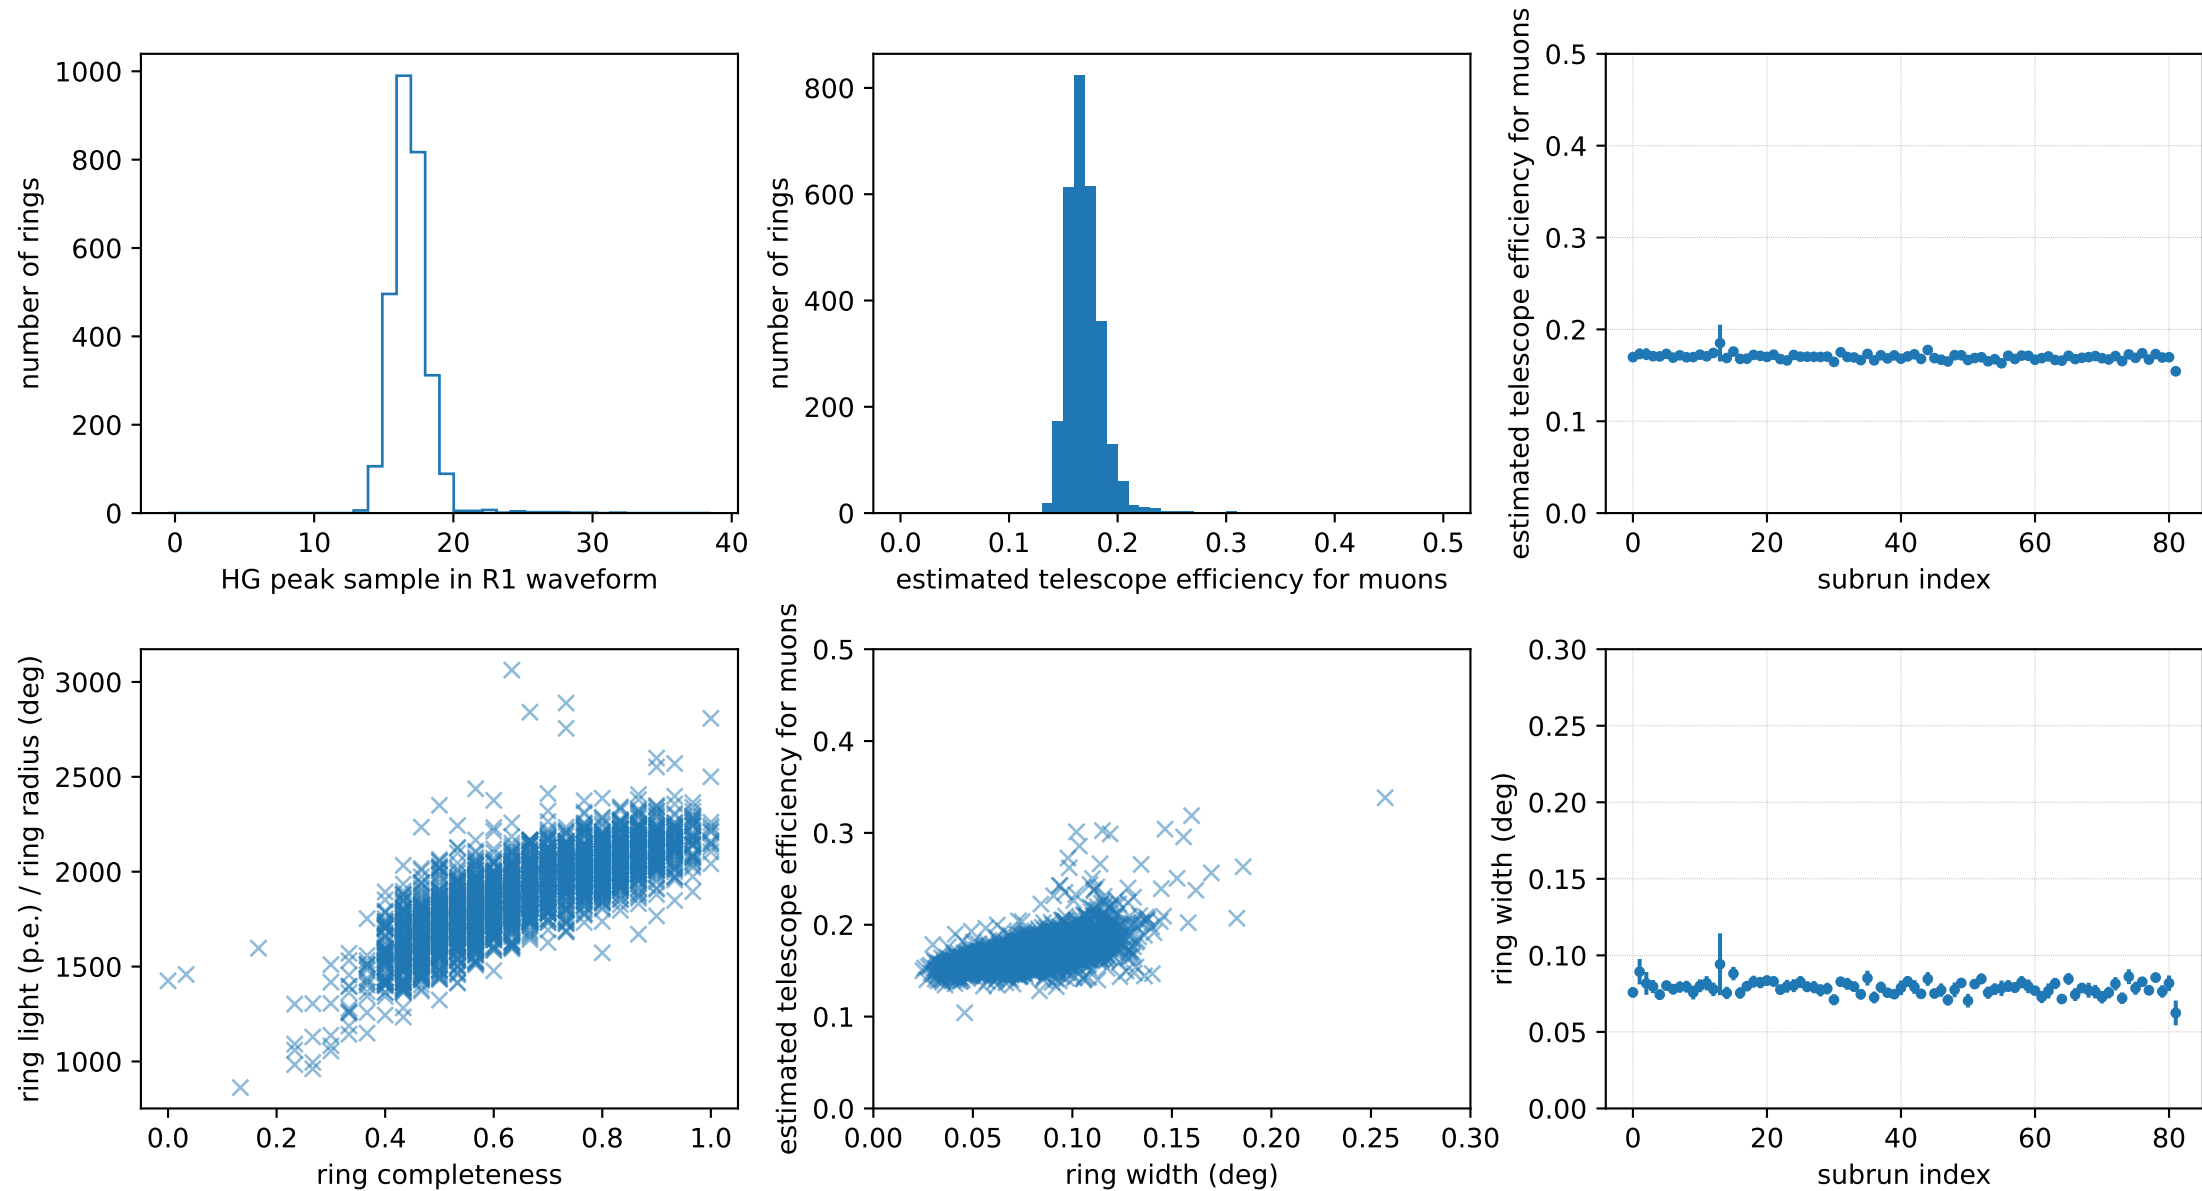 number of rings
1000
800
600
400
200
0
0 10 20 30 40
HG peak sample in R1 waveform
number of rings
800
600
400
200
0
0.0 0.1 0.2 0.3 0.4 0.5
estimated telescope efficiency for muons
estimated telescope efficiency for muons
0.5
0.4
0.3
0.2
0.1
0.0
0 20 40 60 80
subrun index
ring light (p.e.) / ring radius (deg)
3000
2500
2000
1500
1000
0.0 0.2 0.4 0.6 0.8 1.0
ring completeness
estimated telescope efficiency for muons
0.5
0.4
0.3
0.2
0.1
0.0
0.00 0.05 0.10 0.15 0.20 0.25 0.30
ring width (deg)
ring width (deg)
0.30
0.25
0.20
0.15
0.10
0.05
0.00
0 20 40 60 80
subrun index